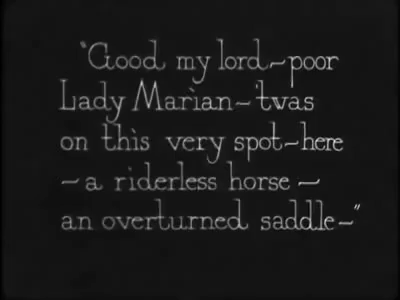 "Good my lord~poor
Lady Marian~'twas
on this very spot~here
~a riderless horse~
an overturned saddle~"